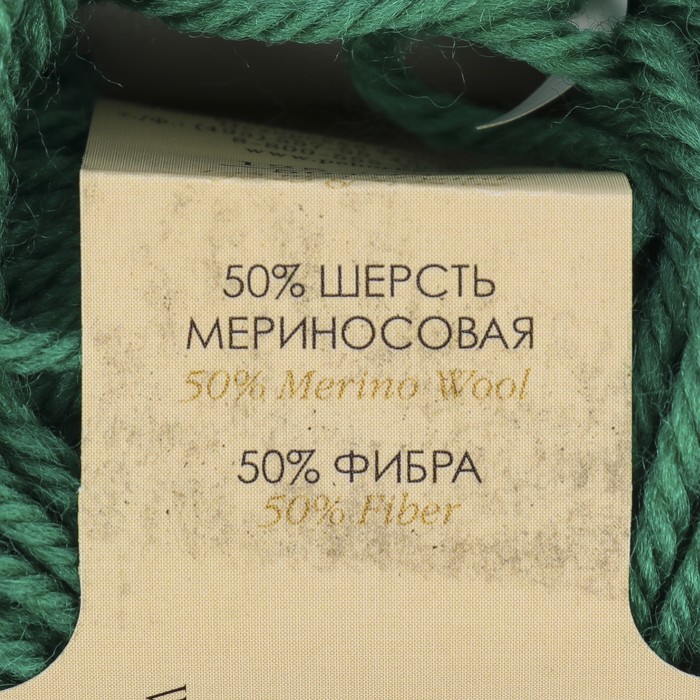 50% ШЕРСТЬ
МЕРИНОСОВАЯ
50% Merino Wool
50% ФИБРА
50% Fiber